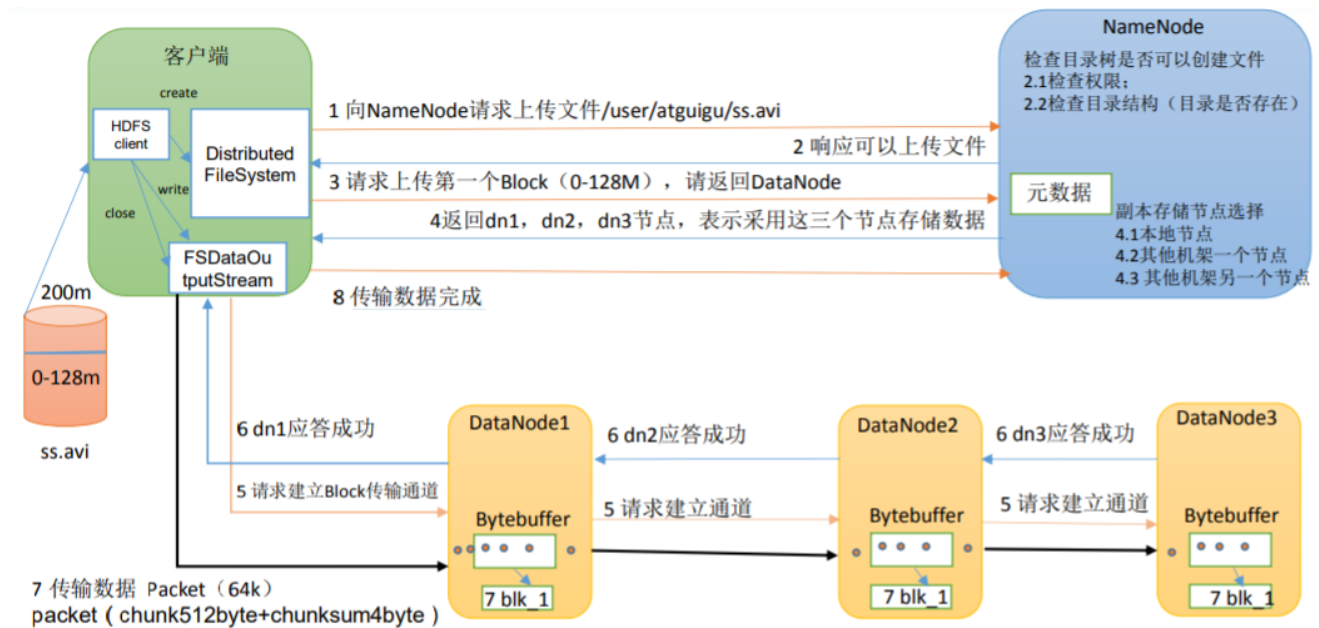 客户端
create
HDFS
client
Distributed
FileSystem
write
close
FSDataOu
tputStream
200m
0-128m
ss.avi
1 向NameNode请求上传文件/user/atguigu/ss.avi
2 响应可以上传文件
3 请求上传第一个Block（0-128M），请返回DataNode
4返回dn1，dn2，dn3节点，表示采用这三个节点存储数据
8 传输数据完成
NameNode
检查目录树是否可以创建文件
2.1检查权限；
2.2检查目录结构（目录是否存在）
元数据
副本存储节点选择
4.1本地节点
4.2其他机架一个节点
4.3 其他机架另一个节点
6 dn1应答成功
5 请求建立Block传输通道
DataNode1
Bytebuffer
7 blk_1
6 dn2应答成功
5 请求建立通道
DataNode2
Bytebuffer
7 blk_1
6 dn3应答成功
5 请求建立通道
DataNode3
Bytebuffer
7 blk_1
7 传输数据 Packet（64k）
packet（chunk512byte+chunksum4byte）